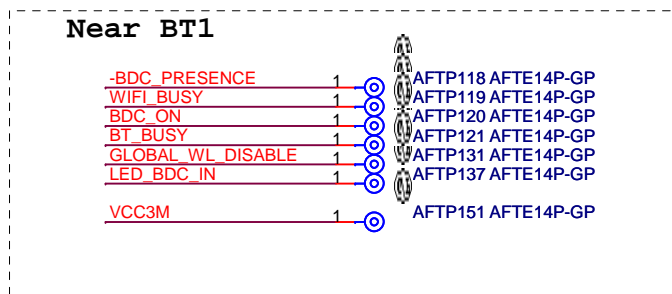 Near BT1
-BDC_PRESENCE 1 AFTP118 AFTE14P-GP
WIFI_BUSY 1 AFTP119 AFTE14P-GP
BDC_ON 1 AFTP120 AFTE14P-GP
BT_BUSY 1 AFTP121 AFTE14P-GP
GLOBAL_WL_DISABLE 1 AFTP131 AFTE14P-GP
LED_BDC_IN 1 AFTP137 AFTE14P-GP
VCC3M 1 AFTP151 AFTE14P-GP